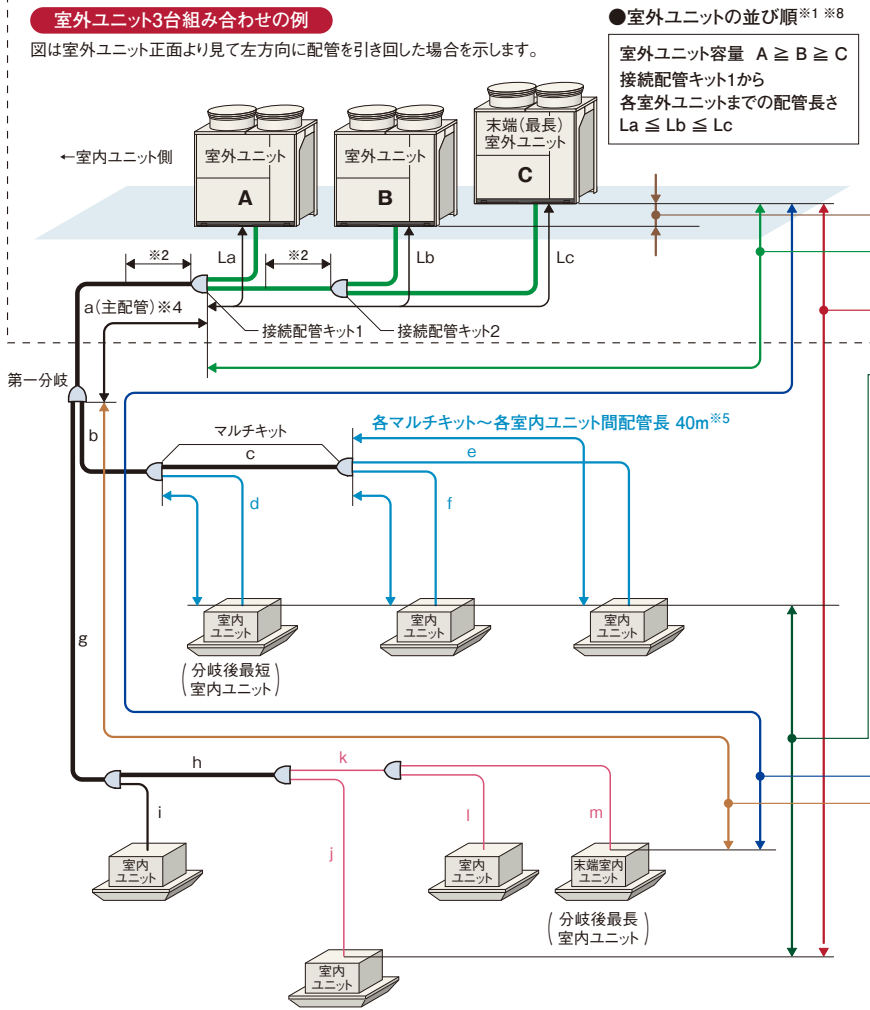 室外ユニット3台組み合わせの例
図は室外ユニット正面より見て左方向に配管を引き回した場合を示します。
●室外ユニットの並び順※1 ※8
室外ユニット容量 A ≧ B ≧ C
接続配管キット1から
各室外ユニットまでの配管長さ
La ≦ Lb ≦ Lc
←室内ユニット側
室外ユニット
A
室外ユニット
B
末端(最長)
室外ユニット
C
※2
La
※2
Lb
Lc
a(主配管)※4
接続配管キット1
接続配管キット2
第一分岐
b
マルチキット
c
各マルチキット～各室内ユニット間配管長 40m※5
d
e
f
g
室内
ユニット
(分岐後最短
室内ユニット)
室内
ユニット
室内
ユニット
h
i
j
k
l
m
室内
ユニット
室内
ユニット
末端室内
ユニット
(分岐後最長
室内ユニット)
室内
ユニット